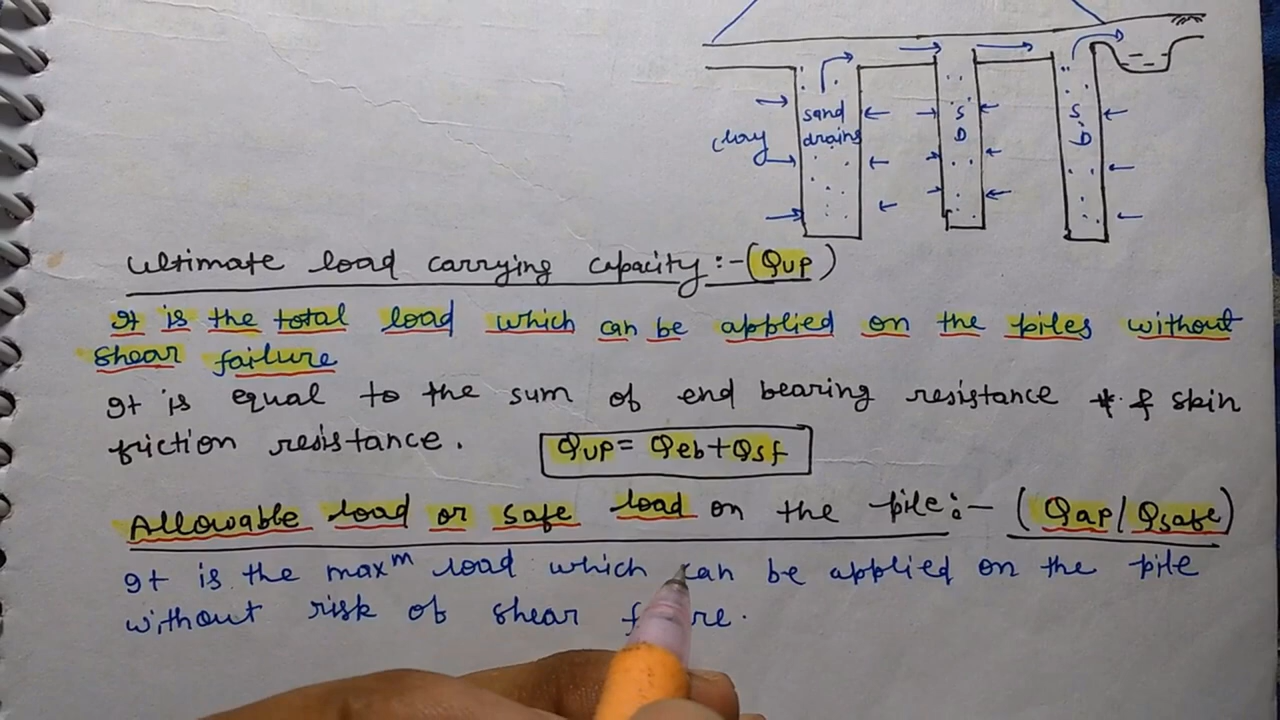 clay
sand
drains
S
D
S.D
Ultimate load carrying capacity :- (Qup)
It is the total load which can be applied on the piles without
shear failure
It is equal to the sum of end bearing resistance & skin
friction resistance.
Qup = Qeb + Qsf
Allowable load or safe load on the pile :- (Qap/Qsafe)
It is the maxm load which can be applied on the pile
without risk of shear